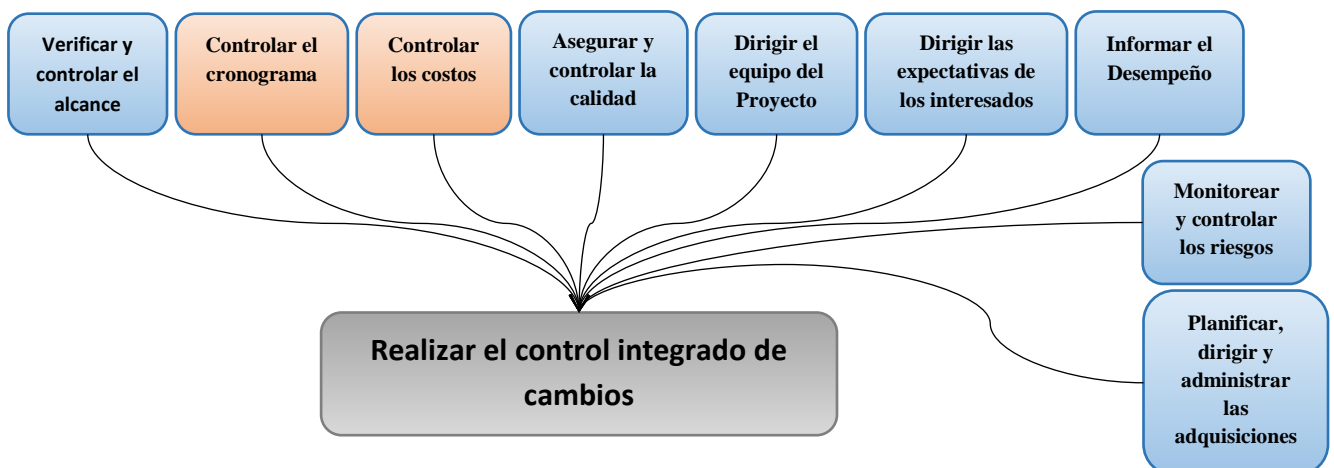 Verificar y
controlar el
alcance
Controlar el
cronograma
Controlar
los costos
Asegurar y
controlar la
calidad
Dirigir el
equipo del
Proyecto
Dirigir las
expectativas de
los interesados
Informar el
Desempeño
Monitorear
y controlar
los riesgos
Planificar,
dirigir y
administrar
las
adquisiciones
Realizar el control integrado de
cambios